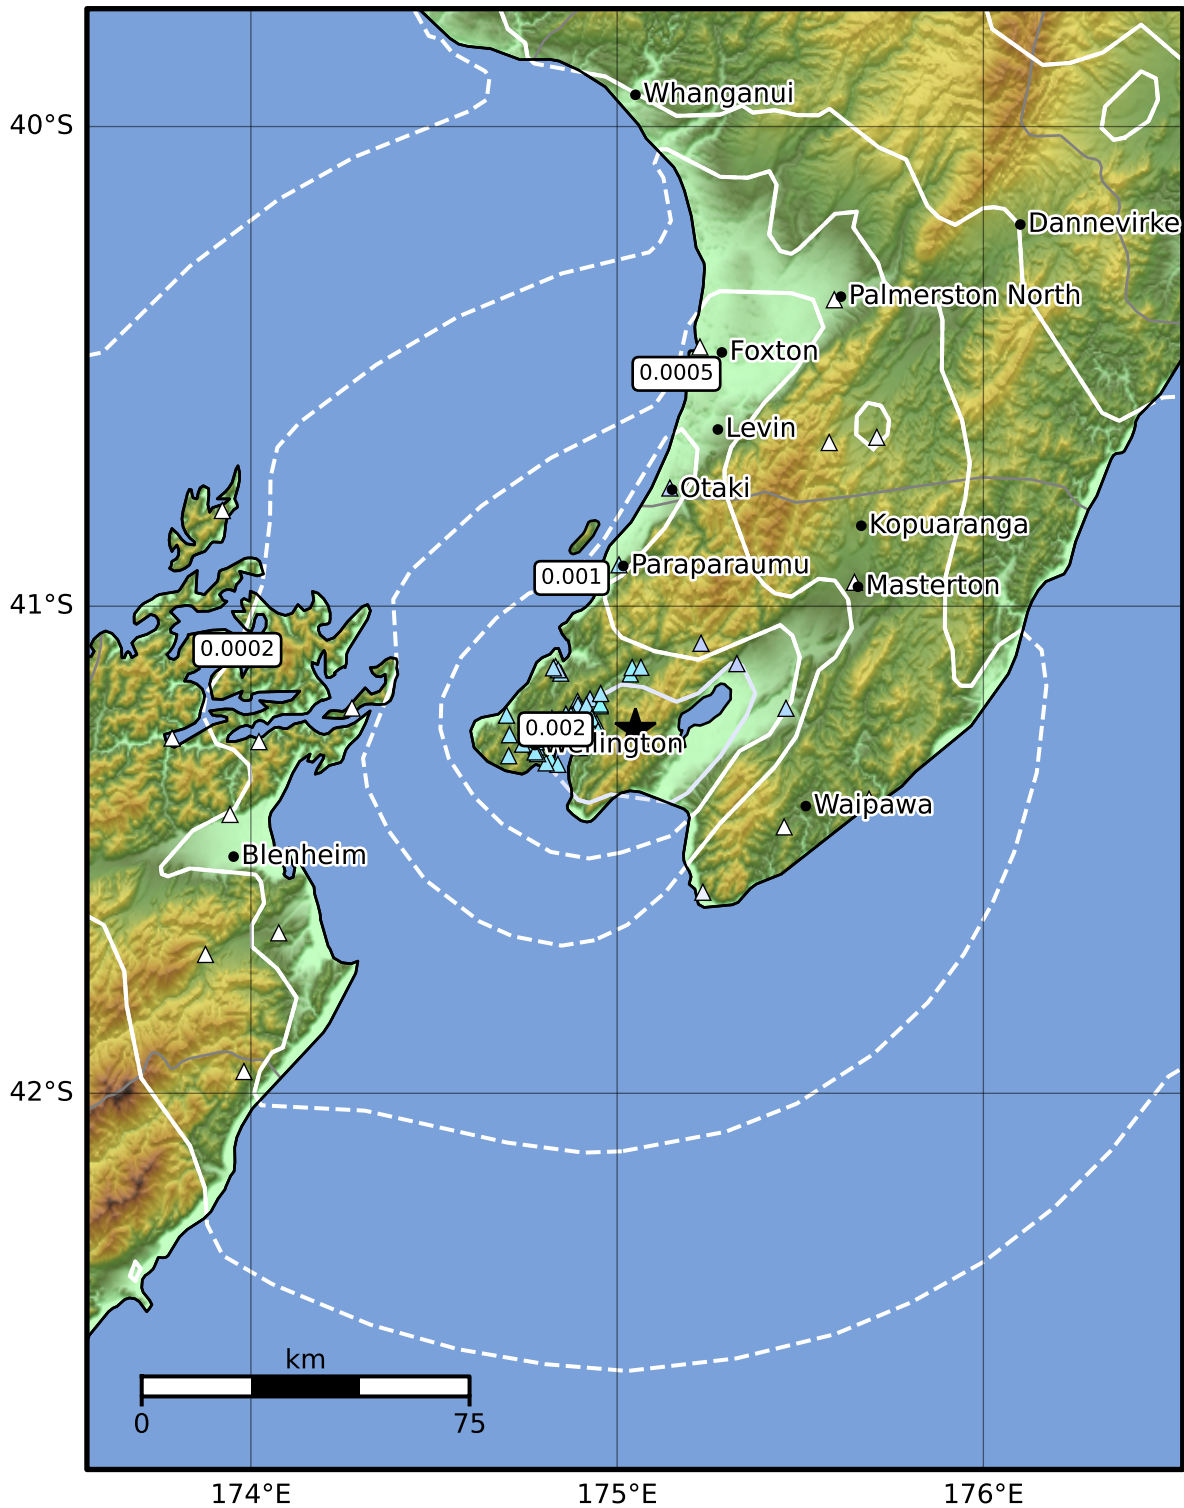 40°S
Whanganui
Dannevirke
Palmerston North
Foxton
0.0005
Levin
Otaki
Kopuaranga
Paraparaumu
0.001
Masterton
41°S
0.0002
0.002
Wellington
Waipawa
Blenheim
42°S
km
0 75
174°E 175°E 176°E